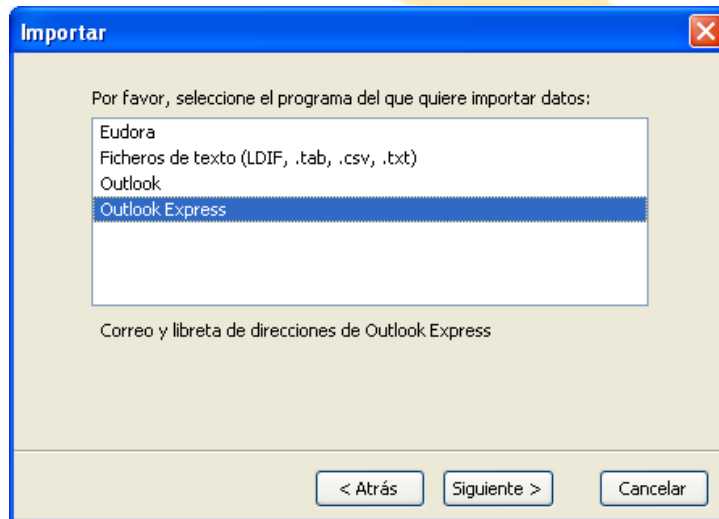 Importar
Por favor, seleccione el programa del que quiere importar datos:
Eudora
Ficheros de texto (LDIF, .tab, .csv, .txt)
Outlook
Outlook Express
Correo y libreta de direcciones de Outlook Express
< Atrás Siguiente > Cancelar